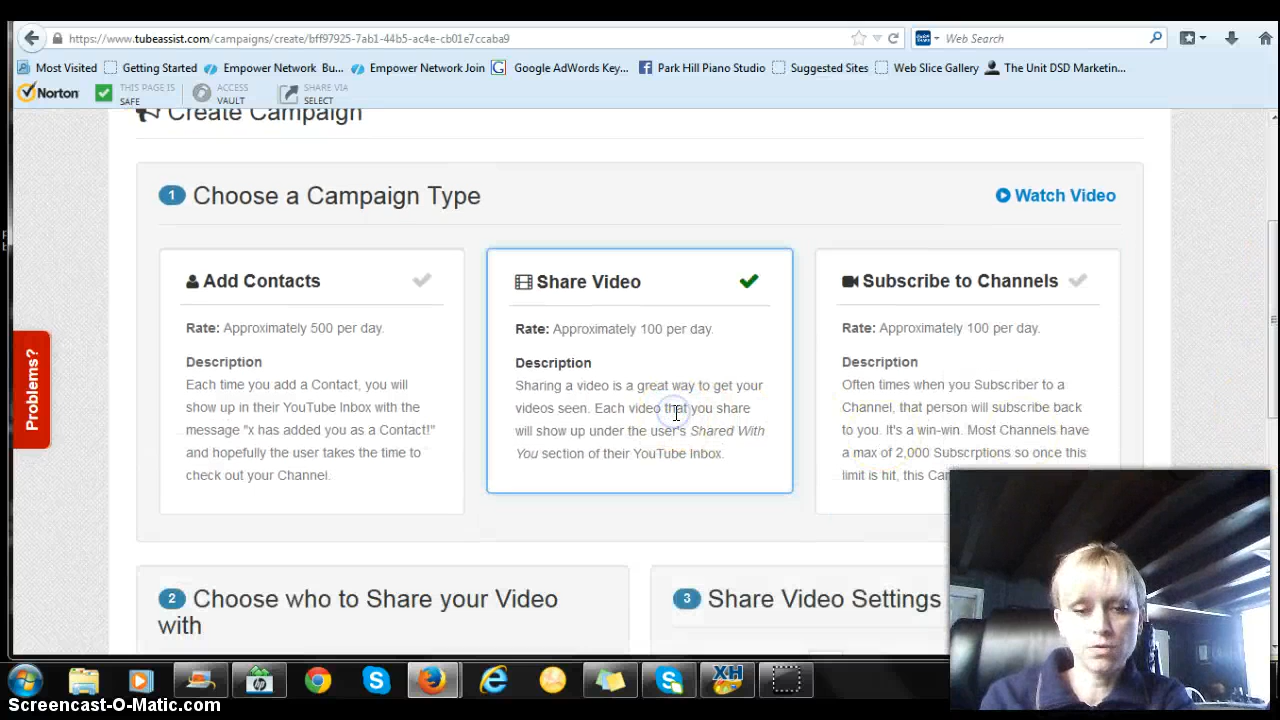 https://www.tubeassist.com/campaigns/create/bff97925-7ab1-44b5-ac4e-cb01e7ccaba9
Web Search
Most Visited
Getting Started
Empower Network Bu...
Empower Network Join
Google AdWords Key...
Park Hill Piano Studio
Suggested Sites
Web Slice Gallery
The Unit DSD Marketin...
Norton
THIS PAGE IS
SAFE
ACCESS
VAULT
SHARE VIA
SELECT
Create Campaign
1 Choose a Campaign Type
Watch Video
Add Contacts
Rate: Approximately 500 per day.
Description
Each time you add a Contact, you will
show up in their YouTube Inbox with the
message "x has added you as a Contact!"
and hopefully the user takes the time to
check out your Channel.
Share Video
Rate: Approximately 100 per day.
Description
Sharing a video is a great way to get your
videos seen. Each video that you share
will show up under the user's Shared With
You section of their YouTube Inbox.
Subscribe to Channels
Rate: Approximately 100 per day.
Description
Often times when you Subscriber to a
Channel, that person will subscribe back
to you. It's a win-win. Most Channels have
a max of 2,000 Subscrptions so once this
limit is hit, this
Problems?
2 Choose who to Share your Video
with
3 Share Video Settings
Screencast-O-Matic.com